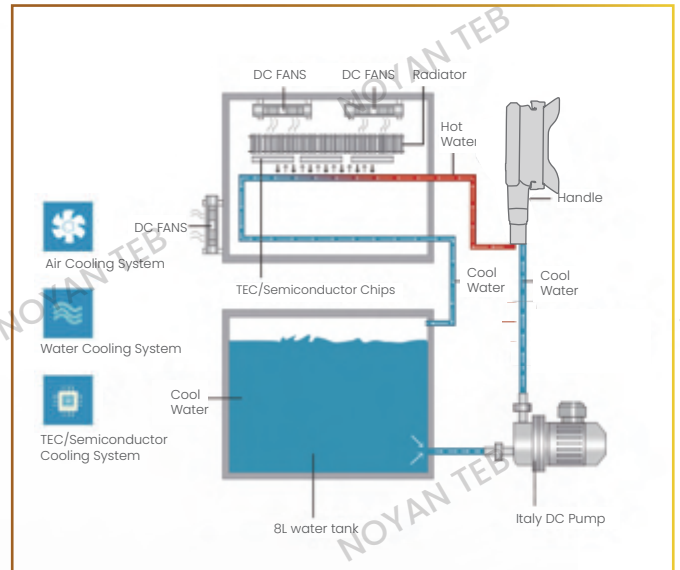 NOYAN TEB
DC FANS
DC FANS
Radiator
Hot
Water
Handle
DC FANS
Air Cooling System
NOYAN TEB
TEC/Semiconductor Chips
Cool
Water
Cool
Water
Water Cooling System
Cool
Water
TEC/Semiconductor
Cooling System
8L water tank
NOYAN TEB
Italy DC Pump